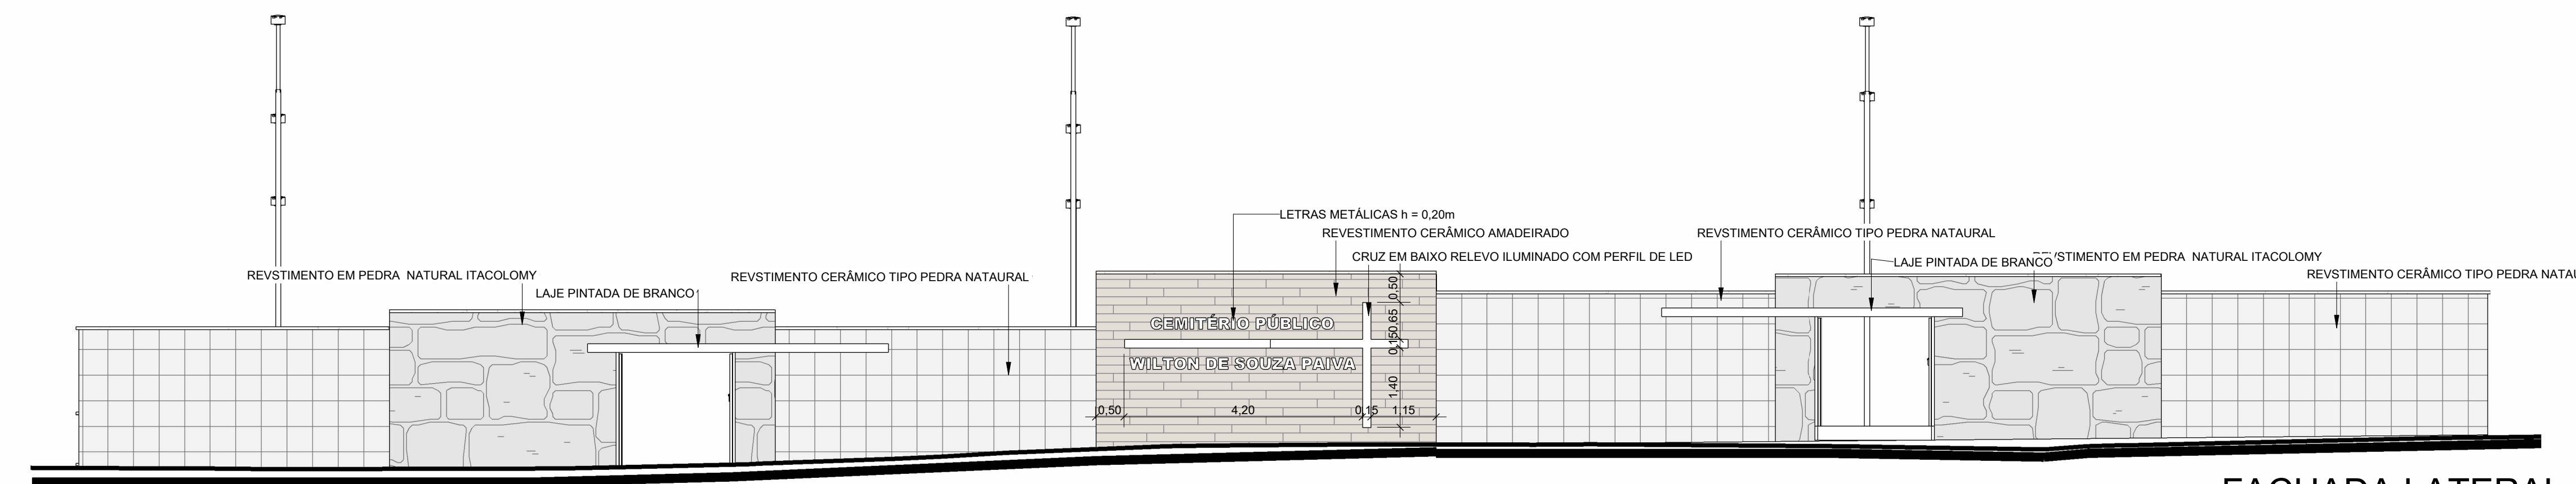 LETRAS METÁLICAS h = 0,20m
REVESTIMENTO CERÂMICO AMADEIRADO
REVSTIMENTO CERÂMICO TIPO PEDRA NATAURAL
CRUZ EM BAIXO RELEVO ILUMINADO COM PERFIL DE LED
LAJE PINTADA DE BRANCO
REVSTIMENTO EM PEDRA NATURAL ITACOLOMY
REVSTIMENTO EM PEDRA NATURAL ITACOLOMY
REVSTIMENTO CERÂMICO TIPO PEDRA NATAURAL
REVSTIMENTO CERÂMICO TIPO PEDRA NATAU
LAJE PINTADA DE BRANCO
0,50
CEMITÉRIO PÚBLICO
0,65
0,15
WILTON DE SOUZA PAIVA
1,40
0,50
4,20
0,15
1,15
FACHADA LATERAL